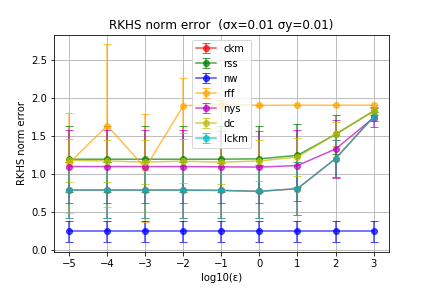 RKHS norm error (σx=0.01 σy=0.01)
ckm
rss
nw
rff
nys
dc
lckm
RKHS norm error
2.5
2.0
1.5
1.0
0.5
0.0
−5 −4 −3 −2 −1 0 1 2 3
log10(ε)